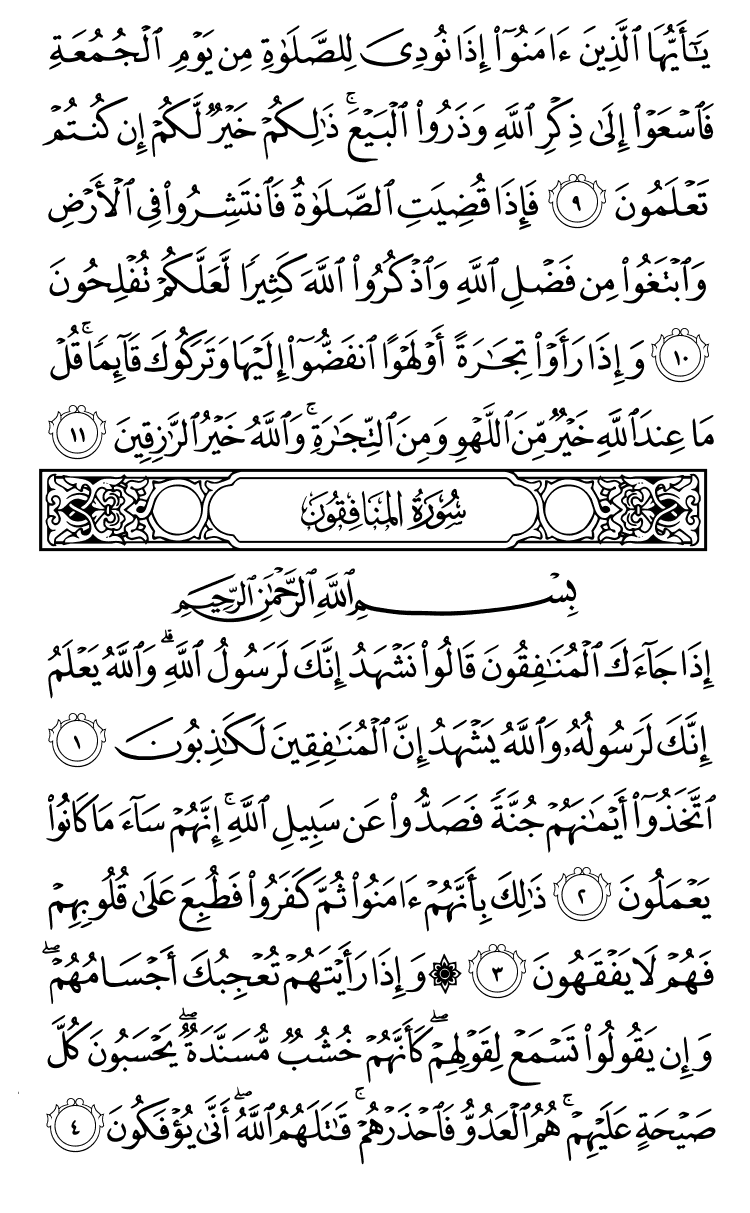 يَـٰٓأَيُّهَا ٱلَّذِينَ ءَامَنُوٓا۟ إِذَا نُودِىَ لِلصَّلَوٰةِ مِن يَوْمِ ٱلْجُمُعَةِ
فَٱسْعَوْا۟ إِلَىٰ ذِكْرِ ٱللَّهِ وَذَرُوا۟ ٱلْبَيْعَ ۚ ذَٰلِكُمْ خَيْرٌ لَّكُمْ إِن كُنتُمْ
تَعْلَمُونَ ٩ فَإِذَا قُضِيَتِ ٱلصَّلَوٰةُ فَٱنتَشِرُوا۟ فِى ٱلْأَرْضِ
وَٱبْتَغُوا۟ مِن فَضْلِ ٱللَّهِ وَٱذْكُرُوا۟ ٱللَّهَ كَثِيرًا لَّعَلَّكُمْ تُفْلِحُونَ
١٠ وَإِذَا رَأَوْا۟ تِجَـٰرَةً أَوْ لَهْوًا ٱنفَضُّوٓا۟ إِلَيْهَا وَتَرَكُوكَ قَآئِمًا ۚ قُلْ
مَا عِندَ ٱللَّهِ خَيْرٌ مِّنَ ٱللَّهْوِ وَمِنَ ٱلتِّجَـٰرَةِ ۚ وَٱللَّهُ خَيْرُ ٱلرَّٰزِقِينَ ١١
سُورَةُ المُنَافِقُونَ
بِسْمِ ٱللَّهِ ٱلرَّحْمَـٰنِ ٱلرَّحِيمِ
إِذَا جَآءَكَ ٱلْمُنَـٰفِقُونَ قَالُوا۟ نَشْهَدُ إِنَّكَ لَرَسُولُ ٱللَّهِ ۗ وَٱللَّهُ يَعْلَمُ
إِنَّكَ لَرَسُولُهُۥ وَٱللَّهُ يَشْهَدُ إِنَّ ٱلْمُنَـٰفِقِينَ لَكَـٰذِبُونَ ١
ٱتَّخَذُوٓا۟ أَيْمَـٰنَهُمْ جُنَّةً فَصَدُّوا۟ عَن سَبِيلِ ٱللَّهِ ۚ إِنَّهُمْ سَآءَ مَا كَانُوا۟
يَعْمَلُونَ ٢ ذَٰلِكَ بِأَنَّهُمْ ءَامَنُوا۟ ثُمَّ كَفَرُوا۟ فَطُبِعَ عَلَىٰ قُلُوبِهِمْ
فَهُمْ لَا يَفْقَهُونَ ٣ ۞ وَإِذَا رَأَيْتَهُمْ تُعْجِبُكَ أَجْسَامُهُمْ ۖ
وَإِن يَقُولُوا۟ تَسْمَعْ لِقَوْلِهِمْ ۖ كَأَنَّهُمْ خُشُبٌ مُّسَنَّدَةٌ ۖ يَحْسَبُونَ كُلَّ
صَيْحَةٍ عَلَيْهِمْ ۚ هُمُ ٱلْعَدُوُّ فَٱحْذَرْهُمْ ۚ قَـٰتَلَهُمُ ٱللَّهُ ۖ أَنَّىٰ يُؤْفَكُونَ ٤